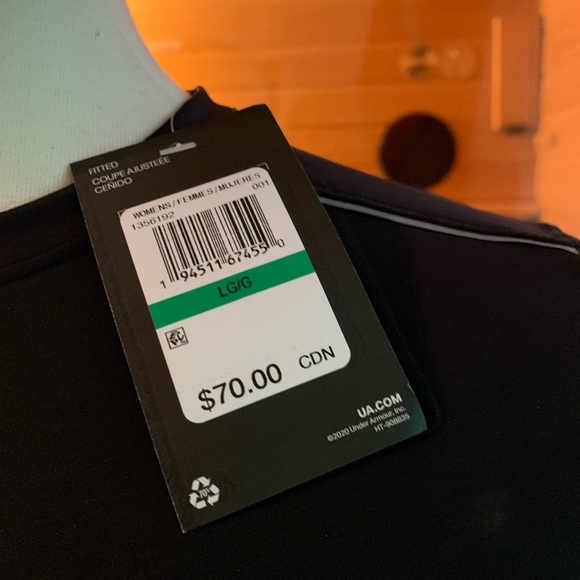 FITTED
COUPE AJUSTÉE
CEÑIDO
WOMENS/FEMMES/MUJERES
1356192 001
1 94511 67455 0
LG/G
$70.00 CDN
UA.COM
©2020 Under Armour, Inc.
HT-908835